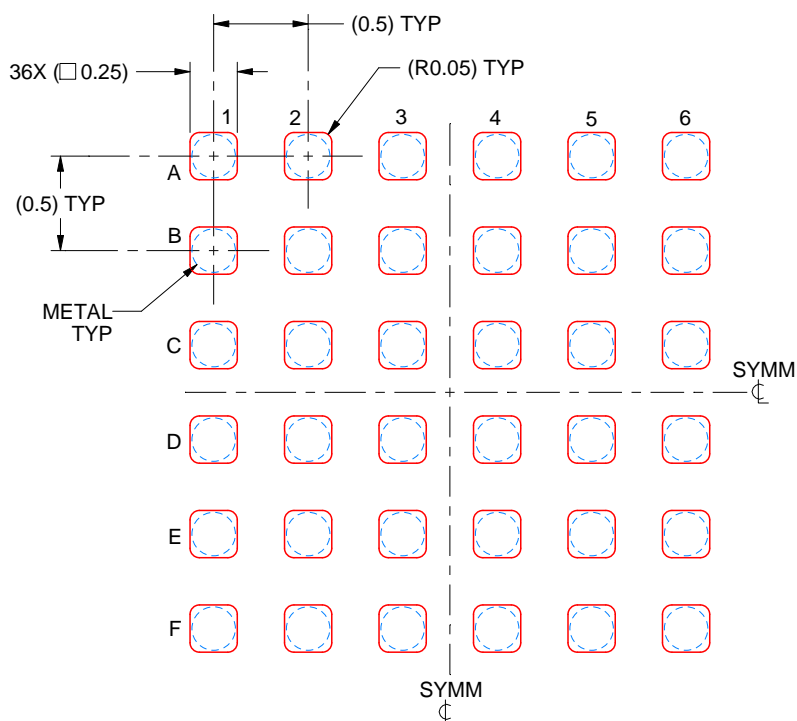 (0.5) TYP
36X (□ 0.25)
(R0.05) TYP
1 2 3 4 5 6
A
(0.5) TYP
B
METAL
TYP
C
SYMM
℄
D
E
F
SYMM
℄